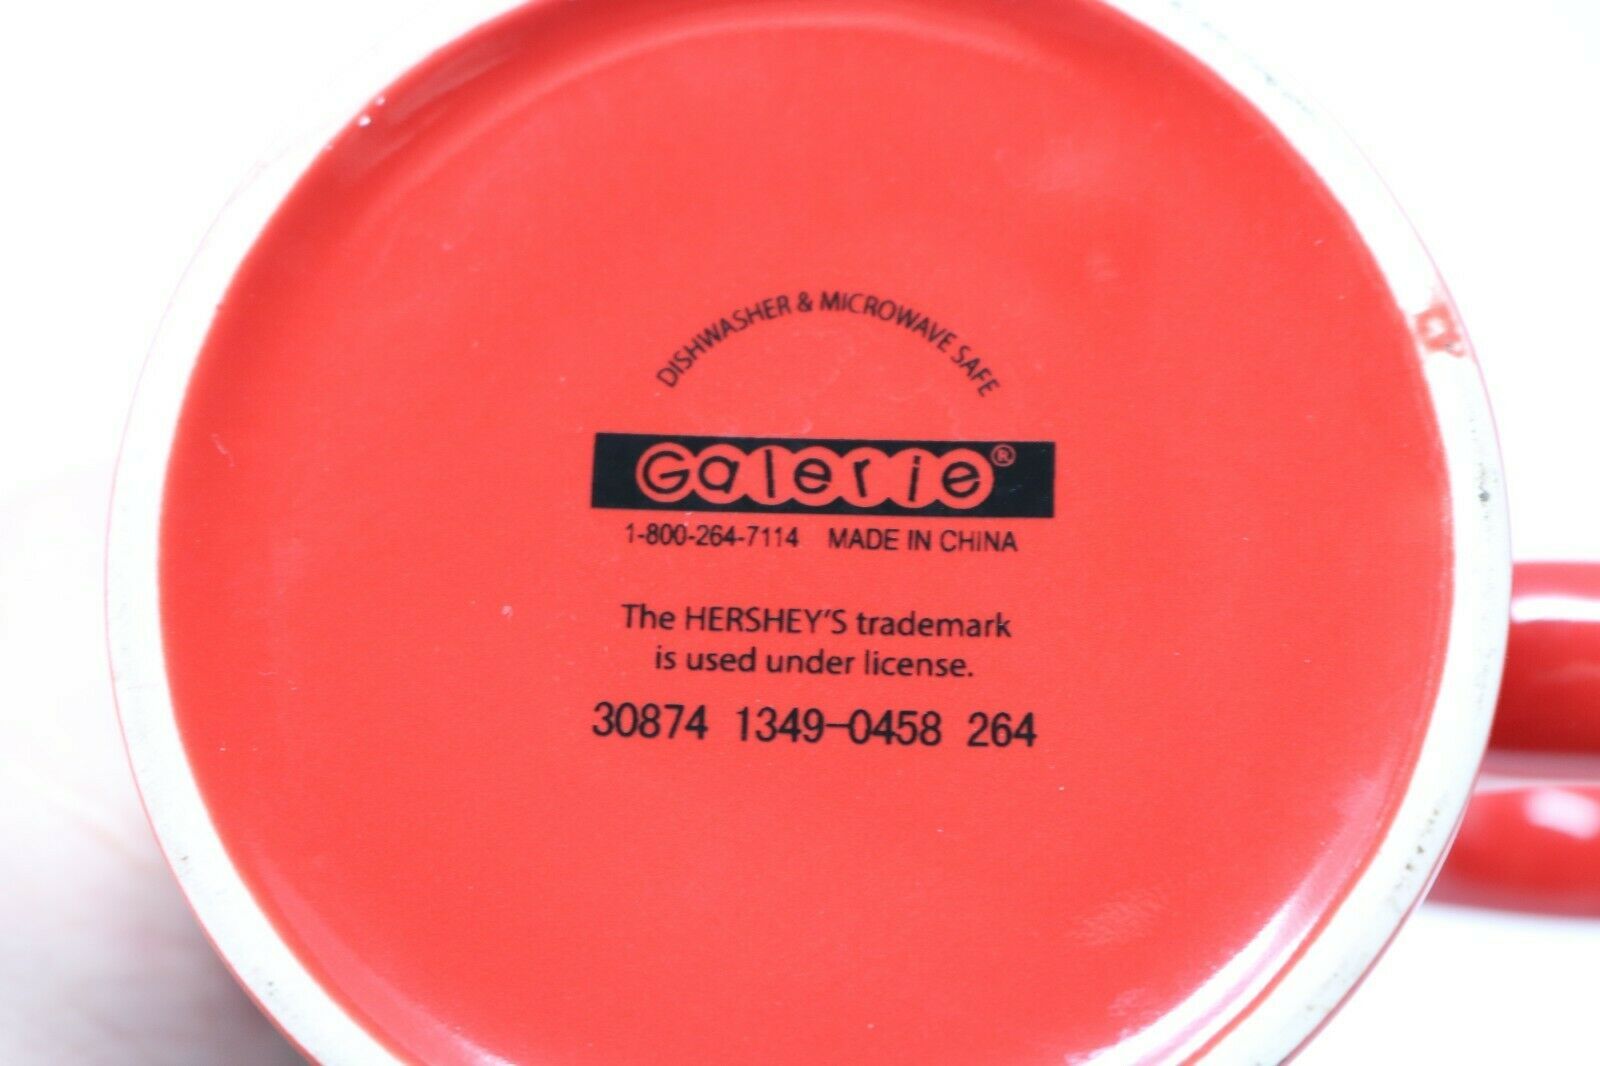 DISHWASHER & MICROWAVE SAFE
Galerie®
1-800-264-7114 MADE IN CHINA
The HERSHEY'S trademark
is used under license.
30874 1349-0458 264